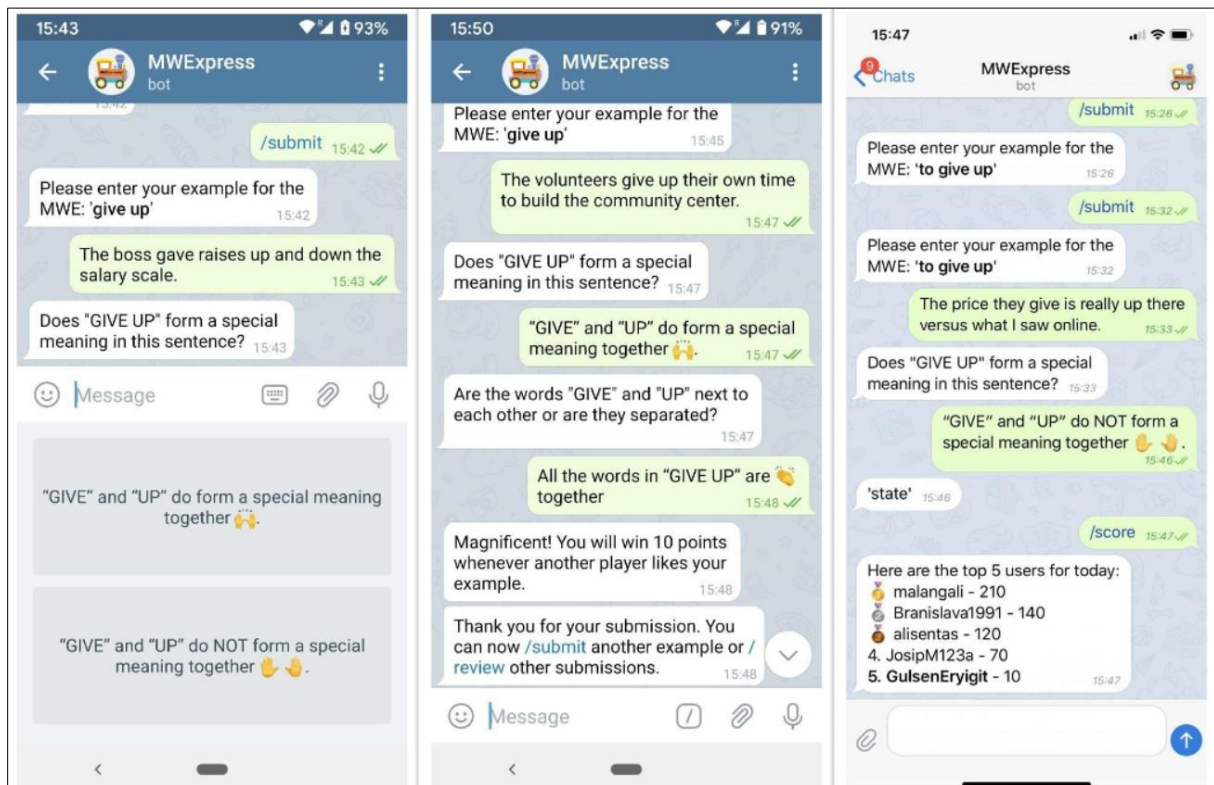 15:43
93%
MWExpress
bot
15:42
/submit 15:42
Please enter your example for the
MWE: 'give up' 15:42
The boss gave raises up and down the
salary scale. 15:43
Does "GIVE UP" form a special
meaning in this sentence? 15:43
Message
"GIVE" and "UP" do form a special meaning
together 🙌.
"GIVE" and "UP" do NOT form a special
meaning together 🖐 🤚.
15:50
91%
MWExpress
bot
Please enter your example for the
MWE: 'give up' 15:45
The volunteers give up their own time
to build the community center.
15:47
Does "GIVE UP" form a special
meaning in this sentence? 15:47
"GIVE" and "UP" do form a special
meaning together 🙌. 15:47
Are the words "GIVE" and "UP" next to
each other or are they separated?
15:47
All the words in "GIVE UP" are 👏
together 15:48
Magnificent! You will win 10 points
whenever another player likes your
example. 15:48
Thank you for your submission. You
can now /submit another example or /
review other submissions. 15:48
Message
/
15:47
9
Chats
MWExpress
bot
/submit 15:26
Please enter your example for the
MWE: 'to give up' 15:26
/submit 15:32
Please enter your example for the
MWE: 'to give up' 15:32
The price they give is really up there
versus what I saw online. 15:33
Does "GIVE UP" form a special
meaning in this sentence? 15:33
"GIVE" and "UP" do NOT form a
special meaning together 🖐 🤚.
15:46
'state' 15:46
/score 15:47
Here are the top 5 users for today:
🥇 malangali - 210
🥈 Branislava1991 - 140
🥉 alisentas - 120
4. JosipM123a - 70
5. GulsenEryigit - 10 15:47